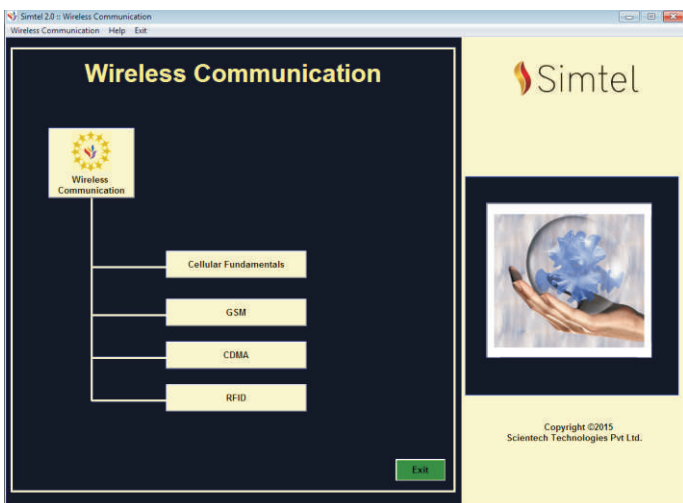 Simtel 2.0 :: Wireless Communication
Wireless Communication Help Exit
Wireless Communication
Simtel
Wireless
Communication
Cellular Fundamentals
GSM
CDMA
RFID
Exit
Copyright ©2015
Scientech Technologies Pvt Ltd.